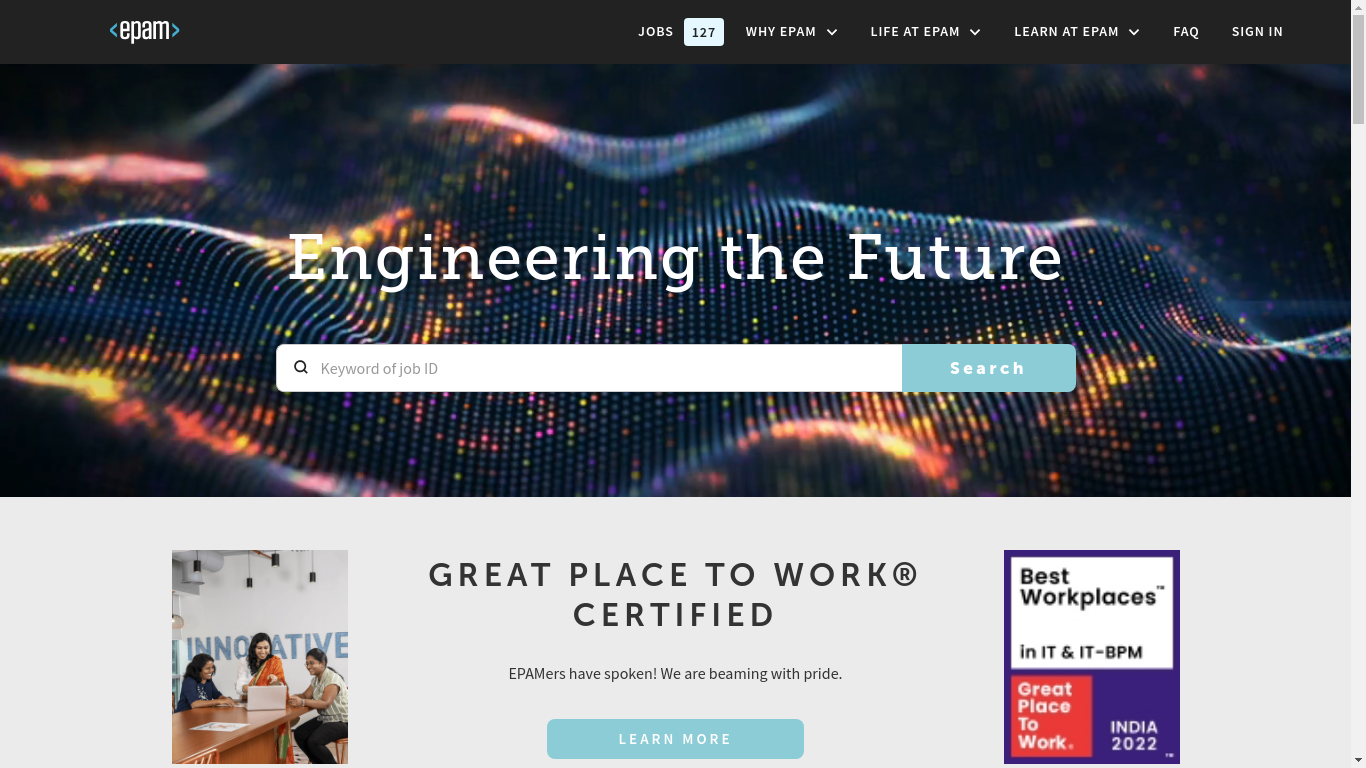 <epam>
JOBS 127 WHY EPAM LIFE AT EPAM LEARN AT EPAM FAQ SIGN IN
Engineering the Future
Keyword of job ID
Search
INNOVATIVE
GREAT PLACE TO WORK®
CERTIFIED
EPAMers have spoken! We are beaming with pride.
LEARN MORE
Best
Workplaces™
in IT & IT-BPM
Great
Place
To
Work.
INDIA
2022
™